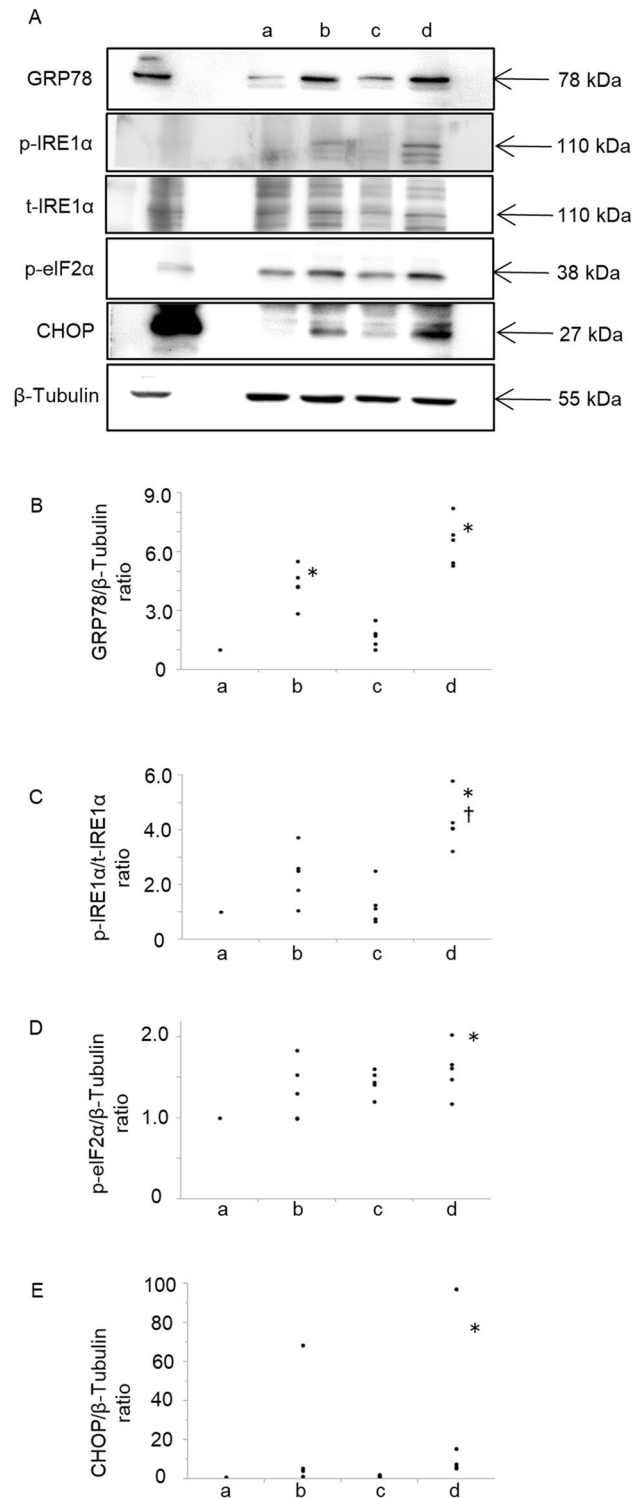 A
a b c d
GRP78 78 kDa
p-IRE1α 110 kDa
t-IRE1α 110 kDa
p-eIF2α 38 kDa
CHOP 27 kDa
β-Tubulin 55 kDa
B
GRP78/β-Tubulin
ratio
9.0
6.0
3.0
0
*
*
a b c d
C
p-IRE1α/t-IRE1α
ratio
6.0
4.0
2.0
0
*
†
a b c d
D
p-eIF2α/β-Tubulin
ratio
2.0
1.0
0
*
a b c d
E
CHOP/β-Tubulin
ratio
100
80
60
40
20
0
*
a b c d